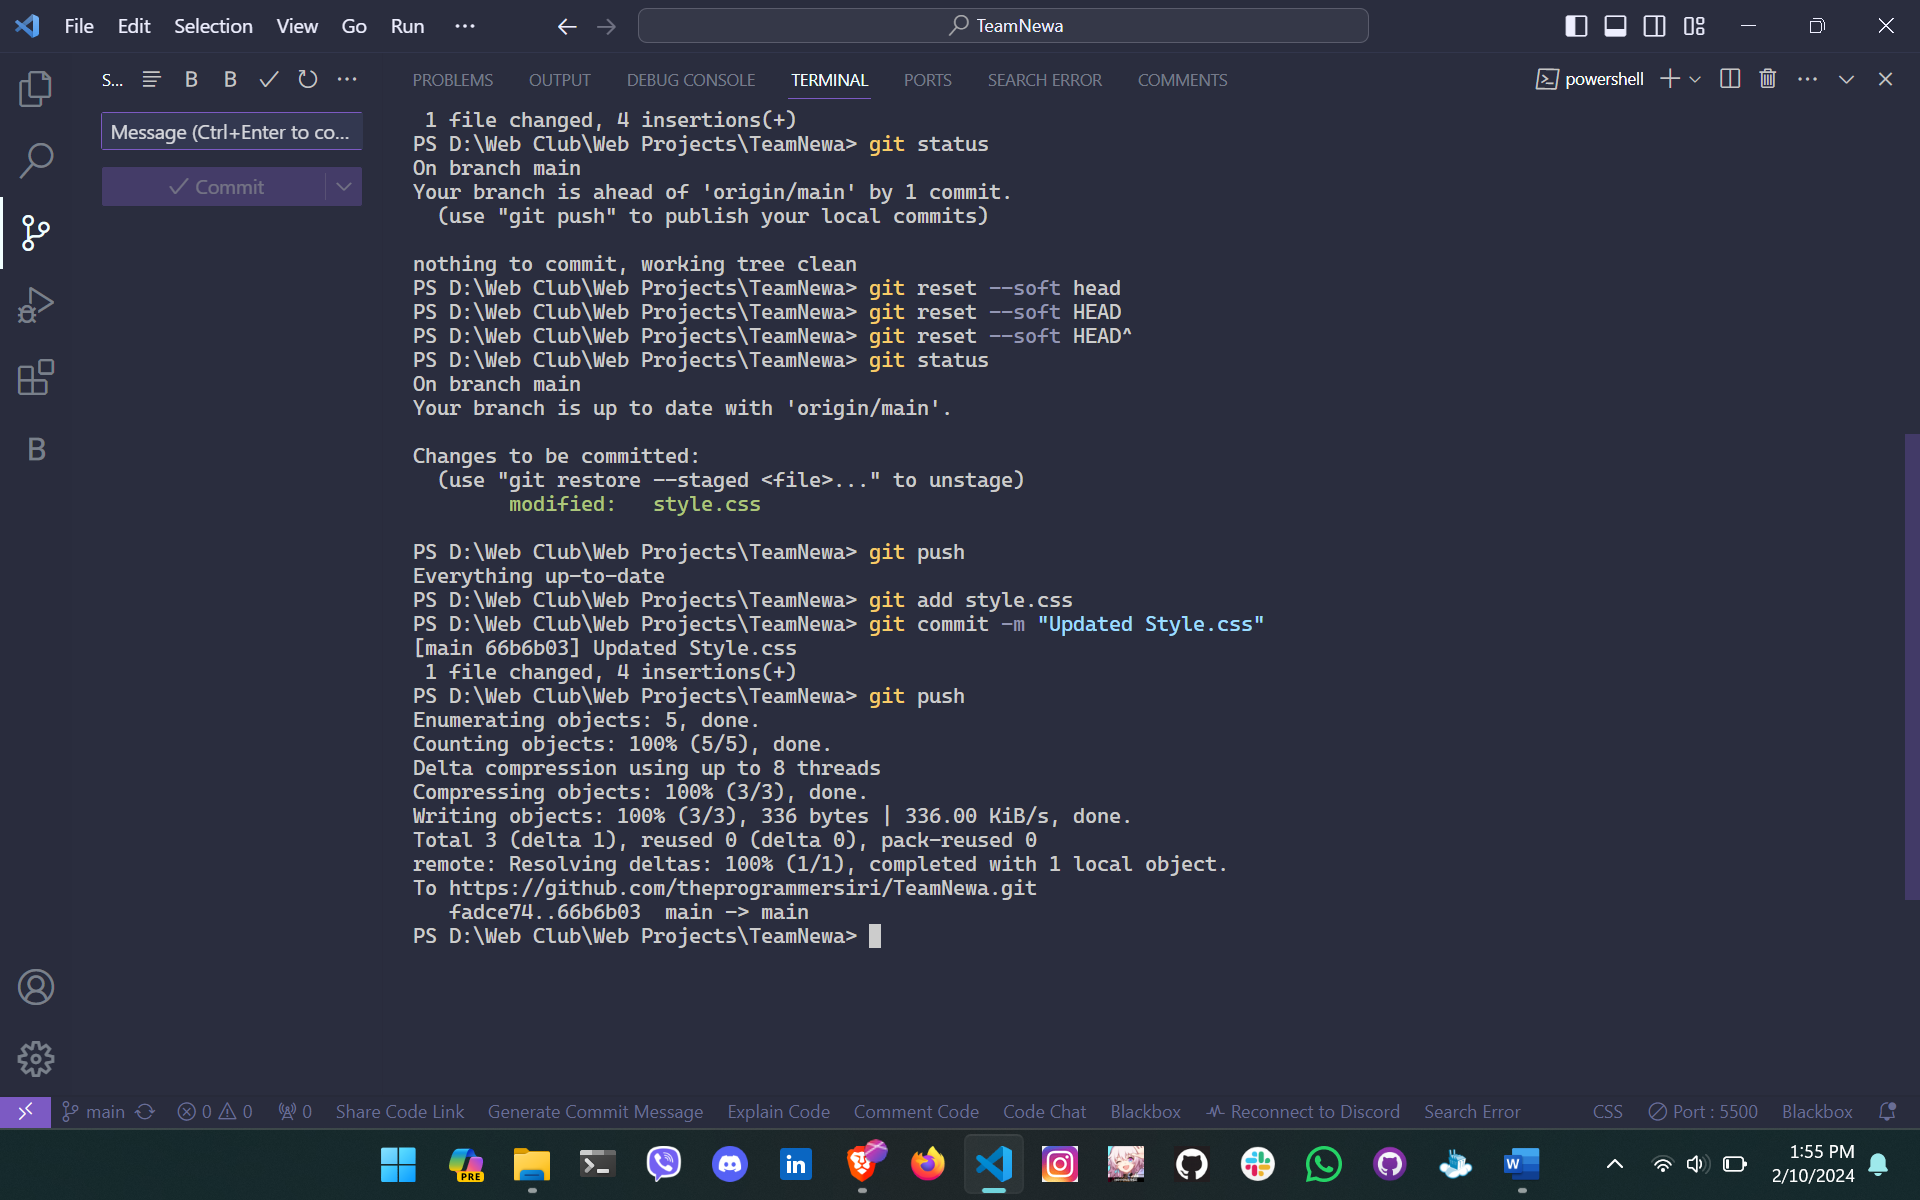 File Edit Selection View Go Run ...
TeamNewa
S... B B ...
PROBLEMS OUTPUT DEBUG CONSOLE TERMINAL PORTS SEARCH ERROR COMMENTS
powershell
Message (Ctrl+Enter to co...
Commit
B
1 file changed, 4 insertions(+)
PS D:\Web Club\Web Projects\TeamNewa> git status
On branch main
Your branch is ahead of 'origin/main' by 1 commit.
(use "git push" to publish your local commits)
nothing to commit, working tree clean
PS D:\Web Club\Web Projects\TeamNewa> git reset --soft head
PS D:\Web Club\Web Projects\TeamNewa> git reset --soft HEAD
PS D:\Web Club\Web Projects\TeamNewa> git reset --soft HEAD^
PS D:\Web Club\Web Projects\TeamNewa> git status
On branch main
Your branch is up to date with 'origin/main'.
Changes to be committed:
(use "git restore --staged <file>..." to unstage)
modified: style.css
PS D:\Web Club\Web Projects\TeamNewa> git push
Everything up-to-date
PS D:\Web Club\Web Projects\TeamNewa> git add style.css
PS D:\Web Club\Web Projects\TeamNewa> git commit -m "Updated Style.css"
[main 66b6b03] Updated Style.css
1 file changed, 4 insertions(+)
PS D:\Web Club\Web Projects\TeamNewa> git push
Enumerating objects: 5, done.
Counting objects: 100% (5/5), done.
Delta compression using up to 8 threads
Compressing objects: 100% (3/3), done.
Writing objects: 100% (3/3), 336 bytes | 336.00 KiB/s, done.
Total 3 (delta 1), reused 0 (delta 0), pack-reused 0
remote: Resolving deltas: 100% (1/1), completed with 1 local object.
To https://github.com/theprogrammersiri/TeamNewa.git
fadce74..66b6b03 main -> main
PS D:\Web Club\Web Projects\TeamNewa>
main 0 0 0 Share Code Link Generate Commit Message Explain Code Comment Code Code Chat Blackbox Reconnect to Discord Search Error CSS Port : 5500 Blackbox
PRE
in
W
1:55 PM
2/10/2024